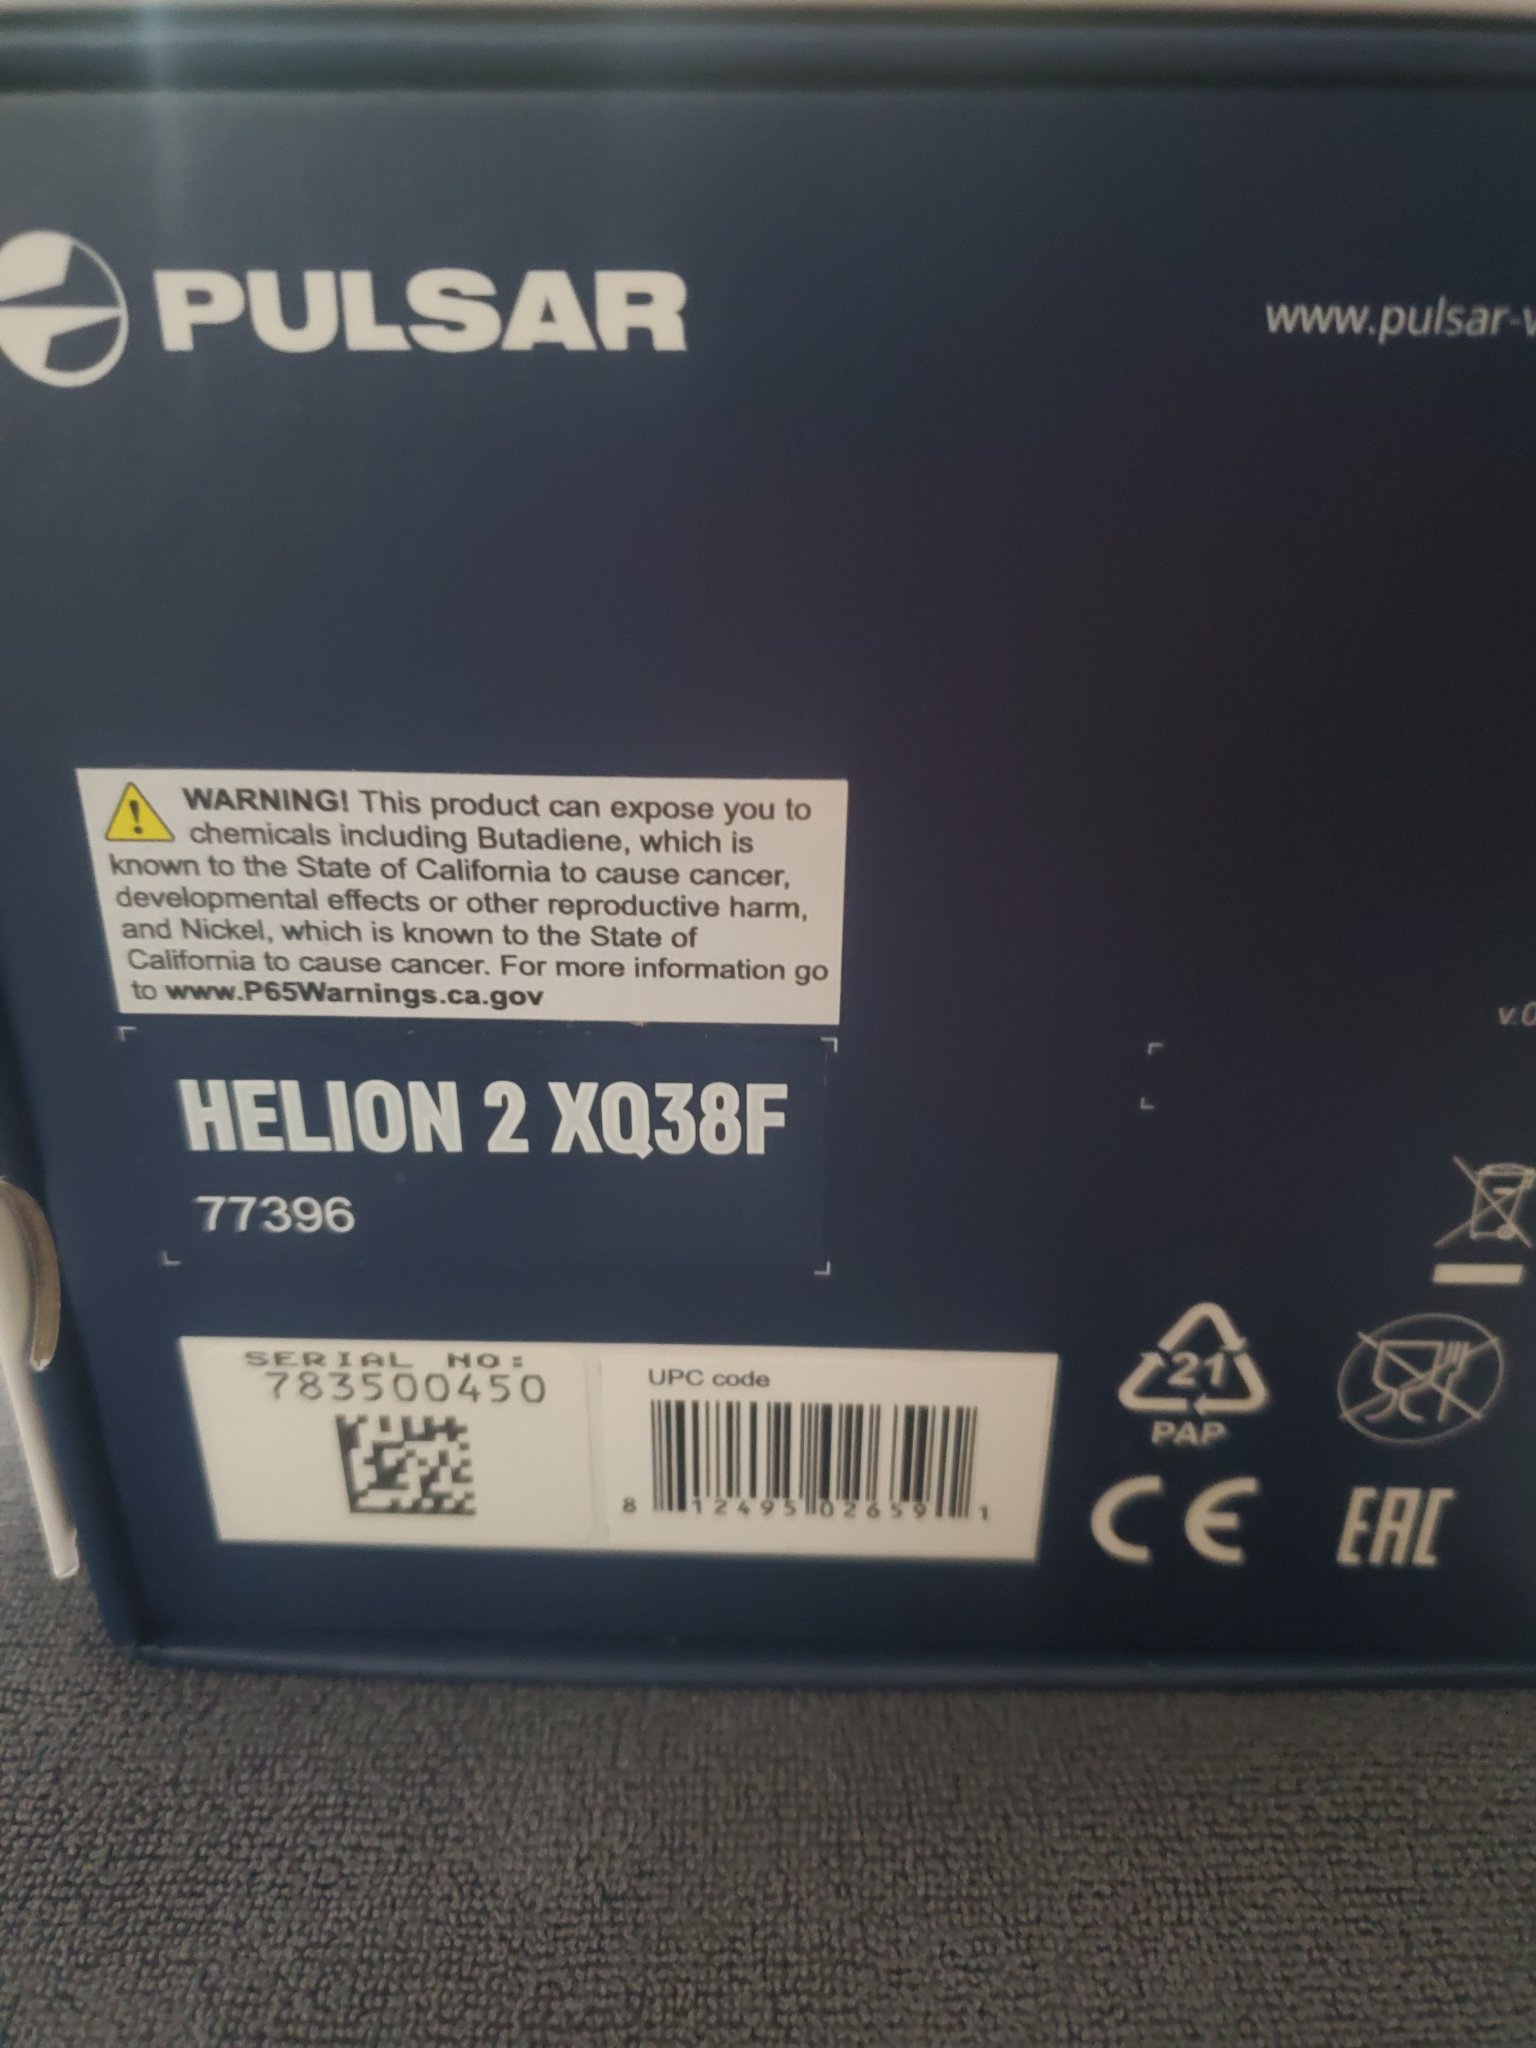 PULSAR
www.pulsar-v
WARNING! This product can expose you to
chemicals including Butadiene, which is
known to the State of California to cause cancer,
developmental effects or other reproductive harm,
and Nickel, which is known to the State of
California to cause cancer. For more information go
to www.P65Warnings.ca.gov
v.0
HELION 2 XQ38F
77396
SERIAL NO:
783500450
UPC code
8 12495 02659 1
21
PAP
CE
EAC